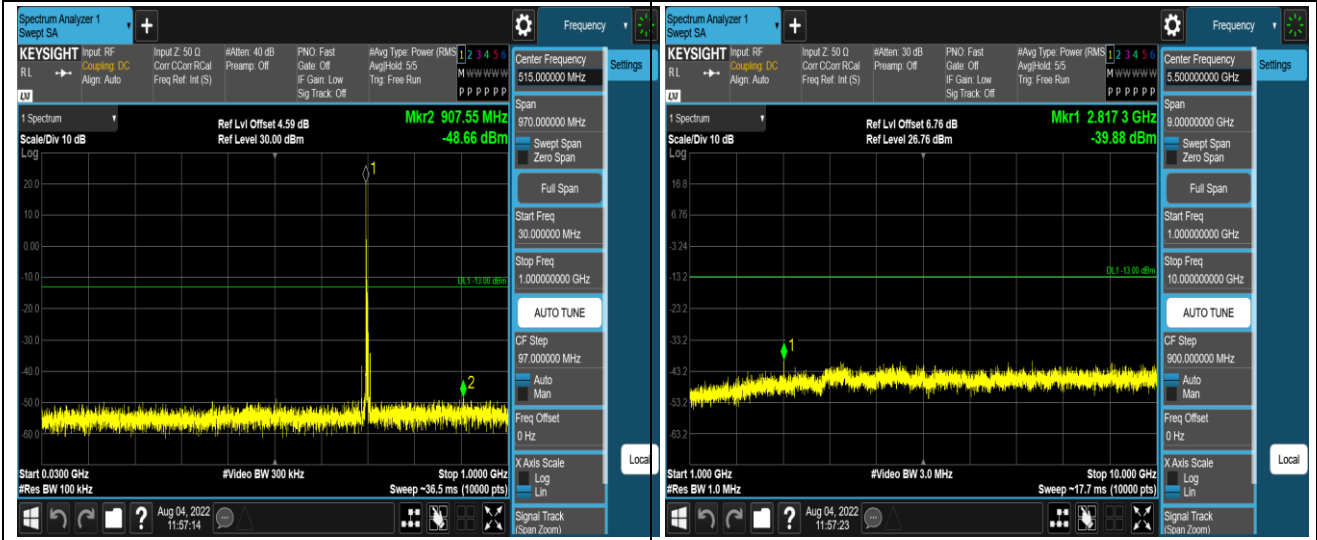 Spectrum Analyzer 1
Swept SA
+
Frequency
KEYSIGHT
RL
LXI
Input: RF
Coupling: DC
Align: Auto
Input Z: 50 Ω
Corr CCorr RCal
Freq Ref: Int (S)
#Atten: 40 dB
Preamp: Off
PNO: Fast
Gate: Off
IF Gain: Low
Sig Track: Off
#Avg Type: Power (RMS
Avg|Hold: 5/5
Trig: Free Run
1 2 3 4 5 6
M W W W W W
P P P P P P
1 Spectrum
Scale/Div 10 dB
Log
Ref Lvl Offset 4.59 dB
Ref Level 30.00 dBm
Mkr2 907.55 MHz
-48.66 dBm
1
20.0
10.0
0.00
-10.0
DL1 -13.00 dBm
-20.0
-30.0
-40.0
2
-50.0
-60.0
Start 0.0300 GHz
#Res BW 100 kHz
#Video BW 300 kHz
Stop 1.0000 GHz
Sweep ~36.5 ms (10000 pts)
Center Frequency
515.000000 MHz
Span
970.000000 MHz
Swept Span
Zero Span
Full Span
Start Freq
30.000000 MHz
Stop Freq
1.000000000 GHz
AUTO TUNE
CF Step
97.000000 MHz
Auto
Man
Freq Offset
0 Hz
X Axis Scale
Log
Lin
Signal Track
(Span Zoom)
Settings
Local
?
Aug 04, 2022
11:57:14
Spectrum Analyzer 1
Swept SA
+
Frequency
KEYSIGHT
RL
LXI
Input: RF
Coupling: DC
Align: Auto
Input Z: 50 Ω
Corr CCorr RCal
Freq Ref: Int (S)
#Atten: 30 dB
Preamp: Off
PNO: Fast
Gate: Off
IF Gain: Low
Sig Track: Off
#Avg Type: Power (RMS
Avg|Hold: 5/5
Trig: Free Run
1 2 3 4 5 6
M W W W W W
P P P P P P
1 Spectrum
Scale/Div 10 dB
Log
Ref Lvl Offset 6.76 dB
Ref Level 26.76 dBm
Mkr1 2.817 3 GHz
-39.88 dBm
16.8
6.76
-3.24
-13.2
DL1 -13.00 dBm
-23.2
-33.2
1
-43.2
-53.2
-63.2
Start 1.000 GHz
#Res BW 1.0 MHz
#Video BW 3.0 MHz
Stop 10.000 GHz
Sweep ~17.7 ms (10000 pts)
Center Frequency
5.500000000 GHz
Span
9.00000000 GHz
Swept Span
Zero Span
Full Span
Start Freq
1.000000000 GHz
Stop Freq
10.000000000 GHz
AUTO TUNE
CF Step
900.000000 MHz
Auto
Man
Freq Offset
0 Hz
X Axis Scale
Log
Lin
Signal Track
(Span Zoom)
Settings
Local
?
Aug 04, 2022
11:57:23